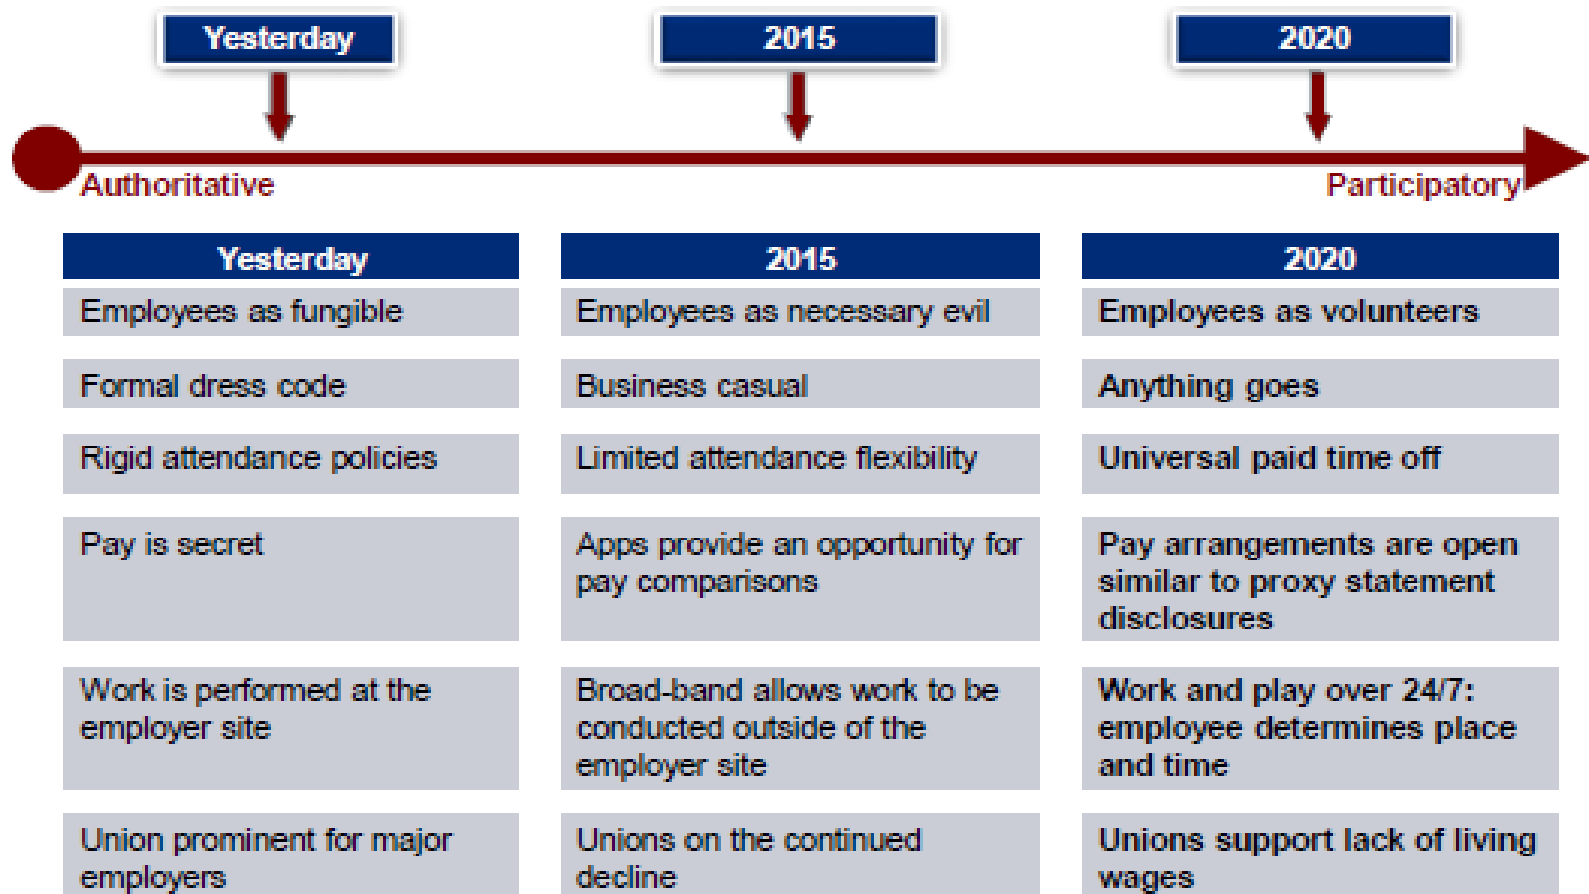 Yesterday
2015
2020
Authoritative
Participatory
Yesterday
2015
2020
Employees as fungible
Employees as necessary evil
Employees as volunteers
Formal dress code
Business casual
Anything goes
Rigid attendance policies
Limited attendance flexibility
Universal paid time off
Pay is secret
Apps provide an opportunity for
pay comparisons
Pay arrangements are open
similar to proxy statement
disclosures
Work is performed at the
employer site
Broad-band allows work to be
conducted outside of the
employer site
Work and play over 24/7:
employee determines place
and time
Union prominent for major
employers
Unions on the continued
decline
Unions support lack of living
wages